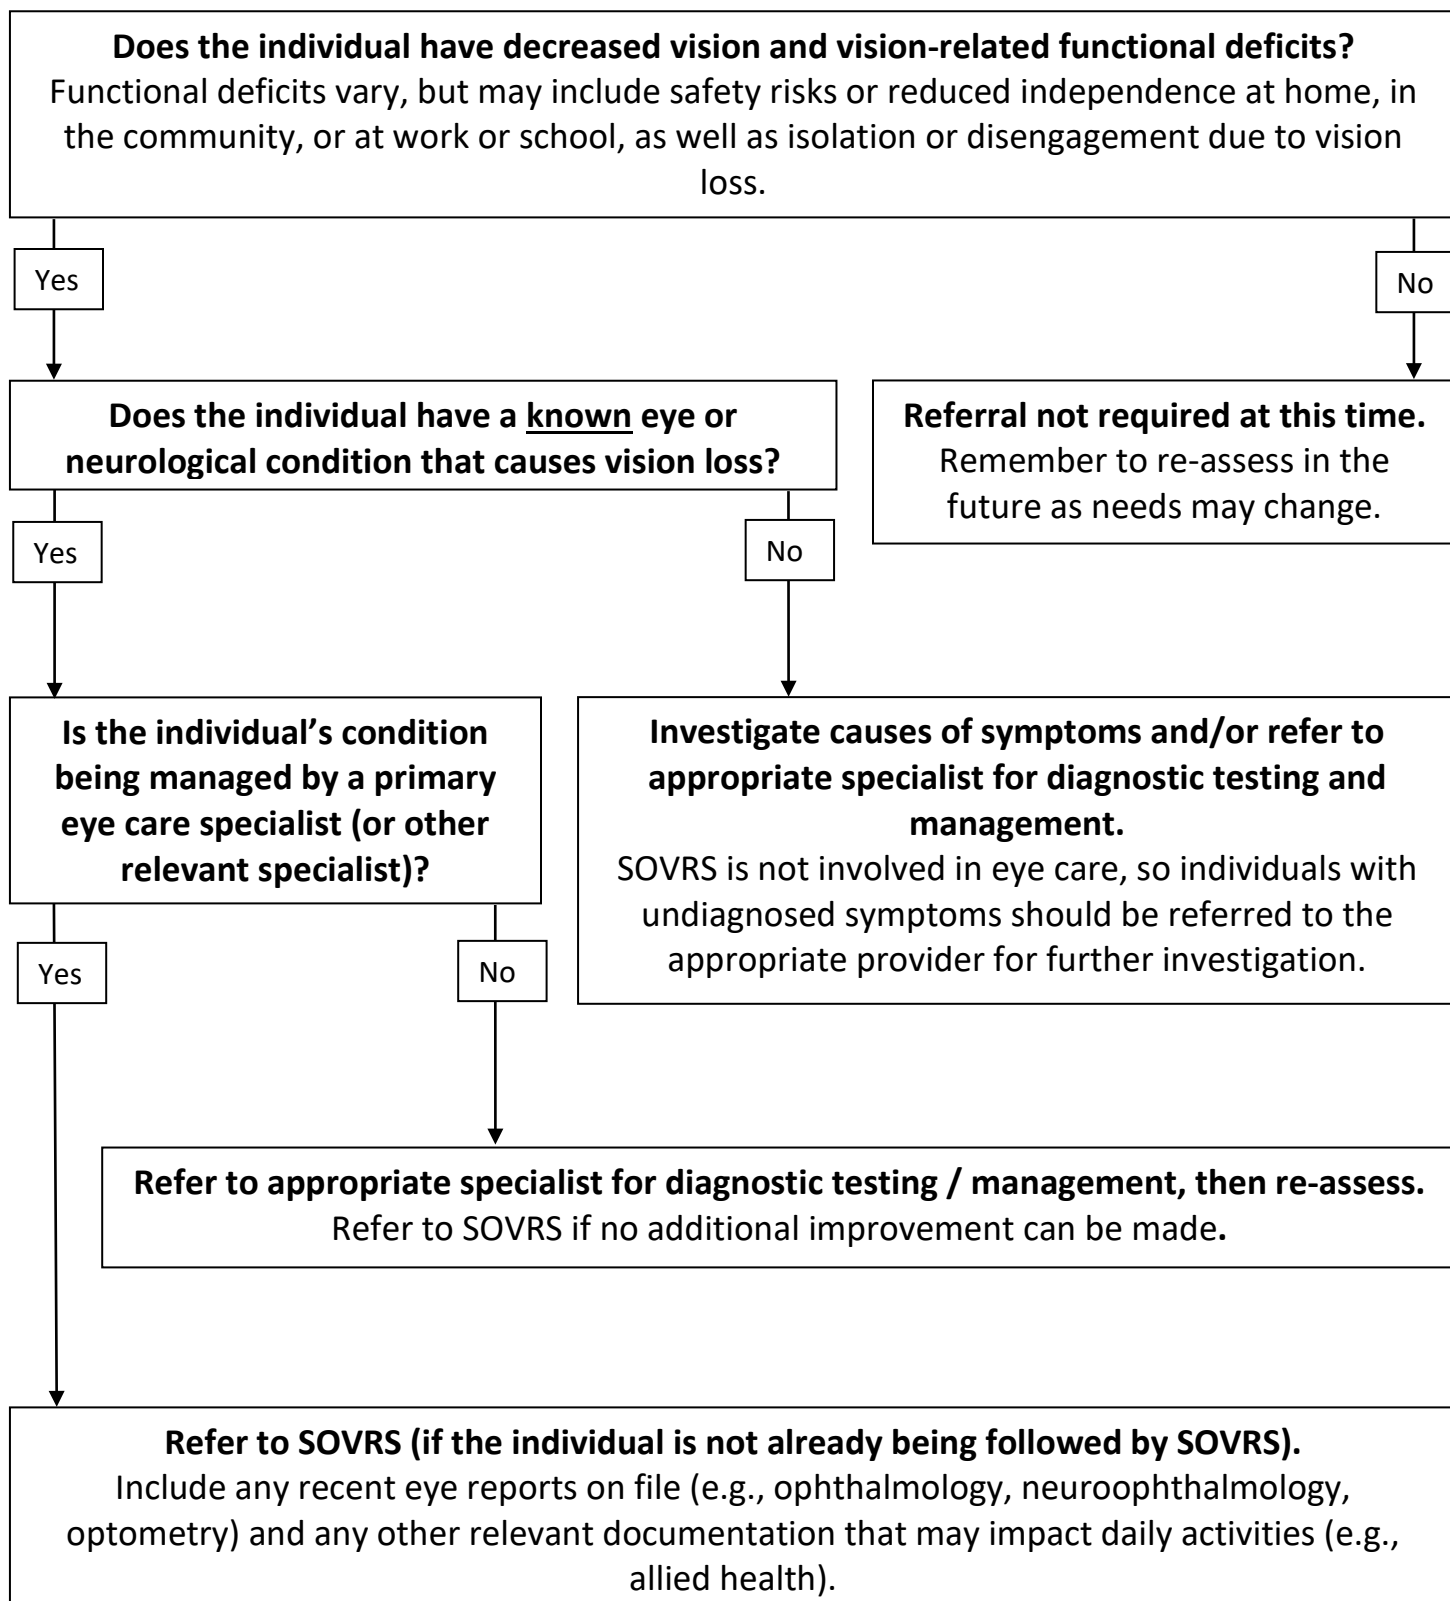 Does the individual have decreased vision and vision-related functional deficits?
Functional deficits vary, but may include safety risks or reduced independence at home, in
the community, or at work or school, as well as isolation or disengagement due to vision
loss.
Yes
No
Does the individual have a known eye or
neurological condition that causes vision loss?
Referral not required at this time.
Remember to re-assess in the
future as needs may change.
Yes
No
Is the individual’s condition
being managed by a primary
eye care specialist (or other
relevant specialist)?
Investigate causes of symptoms and/or refer to
appropriate specialist for diagnostic testing and
management.
SOVRS is not involved in eye care, so individuals with
undiagnosed symptoms should be referred to the
appropriate provider for further investigation.
Yes
No
Refer to appropriate specialist for diagnostic testing / management, then re-assess.
Refer to SOVRS if no additional improvement can be made.
Refer to SOVRS (if the individual is not already being followed by SOVRS).
Include any recent eye reports on file (e.g., ophthalmology, neuroophthalmology,
optometry) and any other relevant documentation that may impact daily activities (e.g.,
allied health).